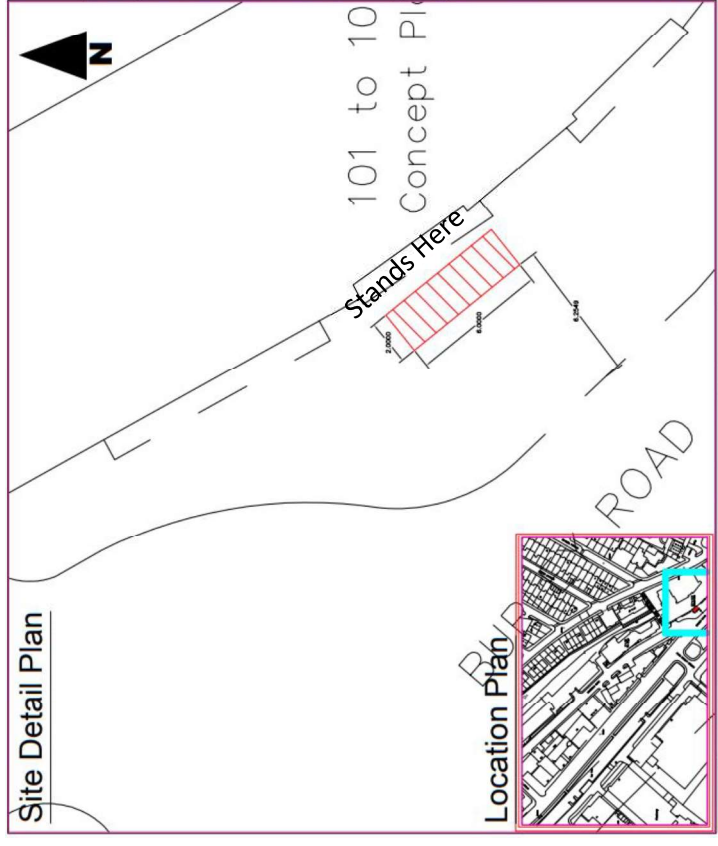 Site Detail Plan
N
101 to 10
Concept Pl
Stands Here
2.0000
6.0000
6.2549
ROAD
Location Plan